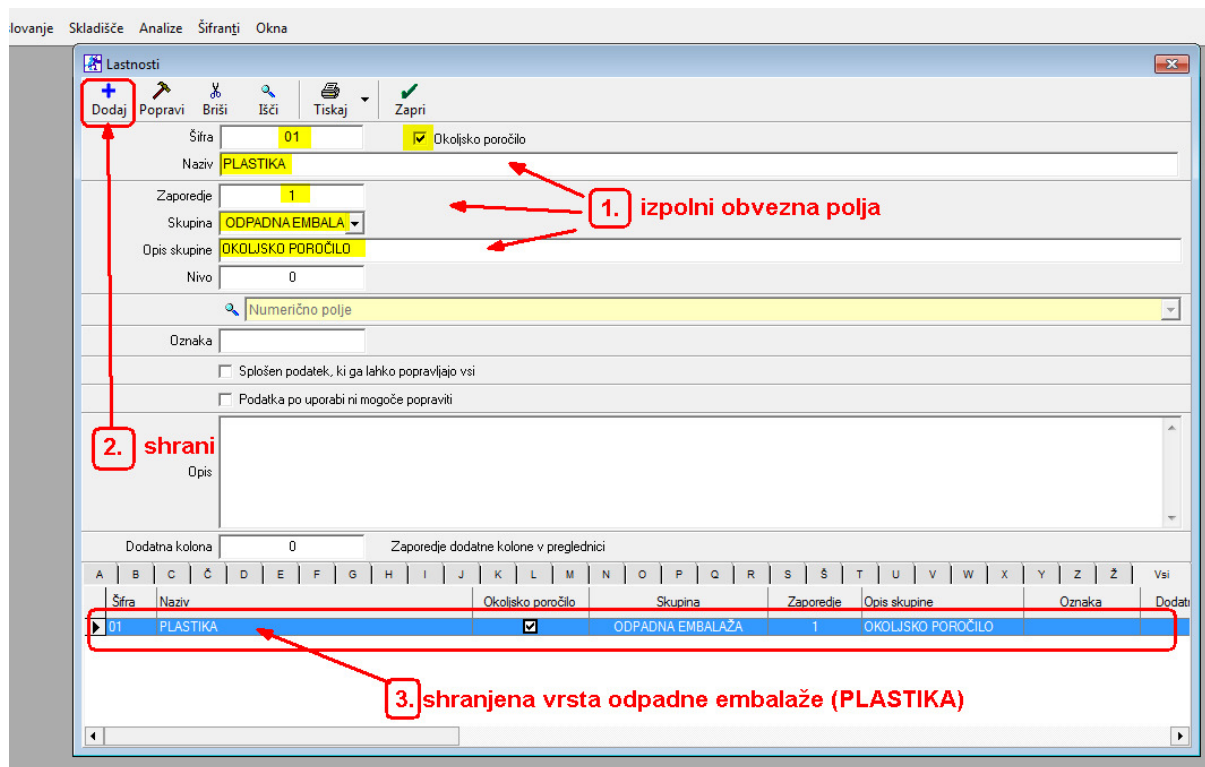 lovanje Skladišče Analize Šifranti Okna
Lastnosti
Dodaj Popravi Briši Išči Tiskaj Zapri
Šifra 01 Okoljsko poročilo
Naziv PLASTIKA
Zaporedje 1
1. izpolni obvezna polja
Skupina ODPADNA EMBALA
Opis skupine OKOLJSKO POROČILO
Nivo 0
Numerično polje
Oznaka
Splošen podatek, ki ga lahko popravljajo vsi
Podatka po uporabi ni mogoče popraviti
2. shrani
Opis
Dodatna kolona 0 Zaporedje dodatne kolone v preglednici
A B C Č D E F G H I J K L M N O P Q R S Š T U V W X Y Z Ž Vsi
Šifra Naziv Okoljsko poročilo Skupina Zaporedje Opis skupine Oznaka Dodat
01 PLASTIKA ODPADNA EMBALAŽA 1 OKOLJSKO POROČILO
3. shranjena vrsta odpadne embalaže (PLASTIKA)